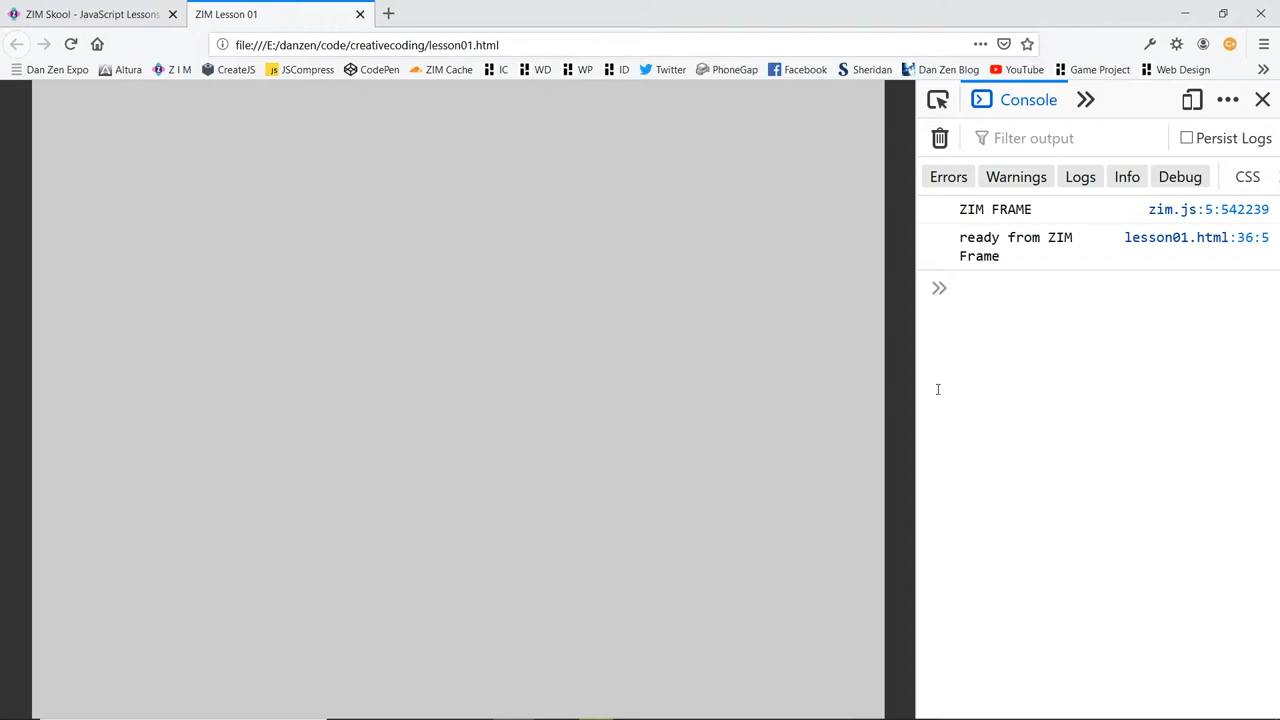 ZIM Skool - JavaScript Lessons
ZIM Lesson 01
file:///E:/danzen/code/creativecoding/lesson01.html
Dan Zen Expo
Altura
Z I M
CreateJS
JSCompress
CodePen
ZIM Cache
IC
WD
WP
ID
Twitter
PhoneGap
Facebook
Sheridan
Dan Zen Blog
YouTube
Game Project
Web Design
Console
Filter output
Persist Logs
Errors
Warnings
Logs
Info
Debug
CSS
ZIM FRAME zim.js:5:542239
ready from ZIM lesson01.html:36:5
Frame